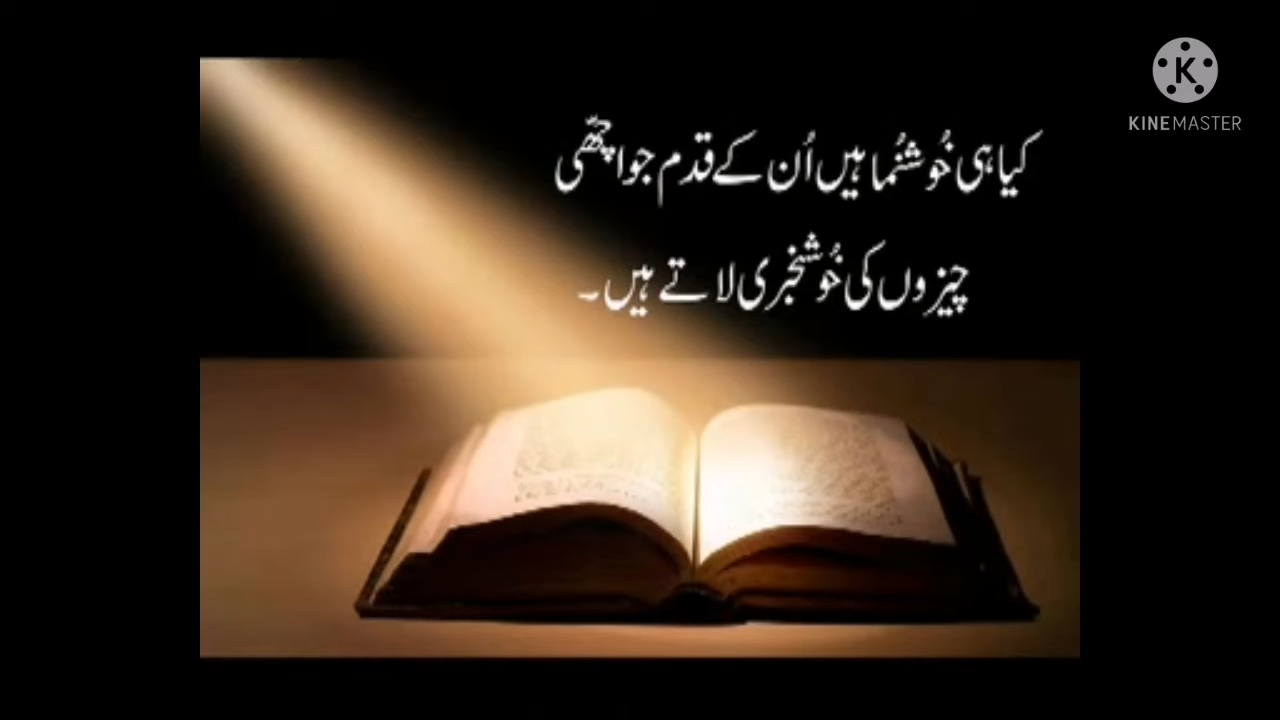 KINEMASTER
کیا ہی خُوشنُما ہیں اُن کے قدم جو اچھّی
چیزوں کی خُوشخبری لاتے ہیں۔